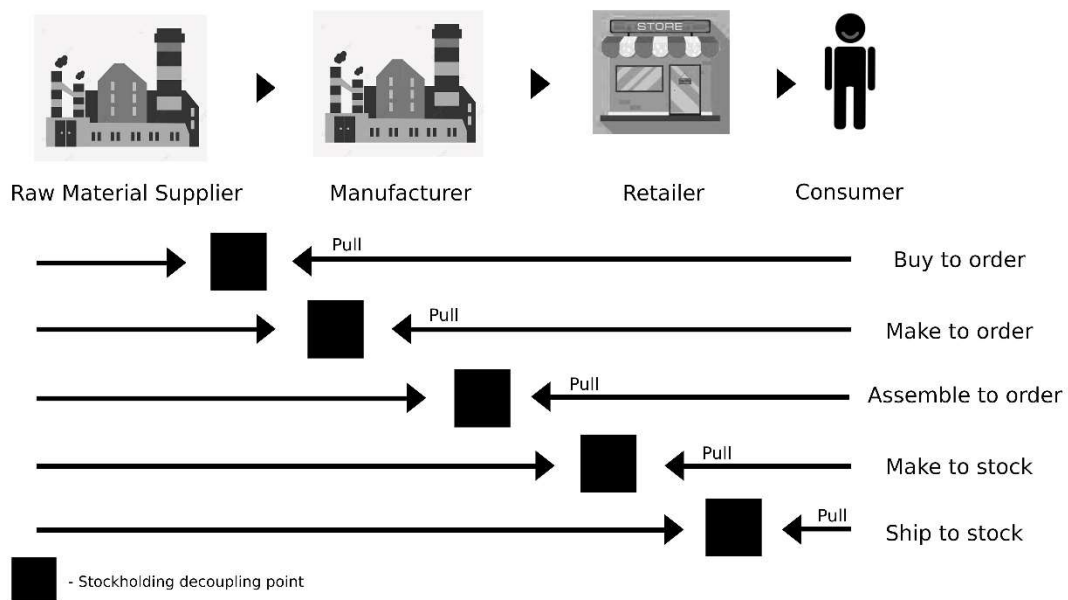 STORE
Raw Material Supplier
Manufacturer
Retailer
Consumer
Pull
Buy to order
Pull
Make to order
Pull
Assemble to order
Pull
Make to stock
Pull
Ship to stock
- Stockholding decoupling point